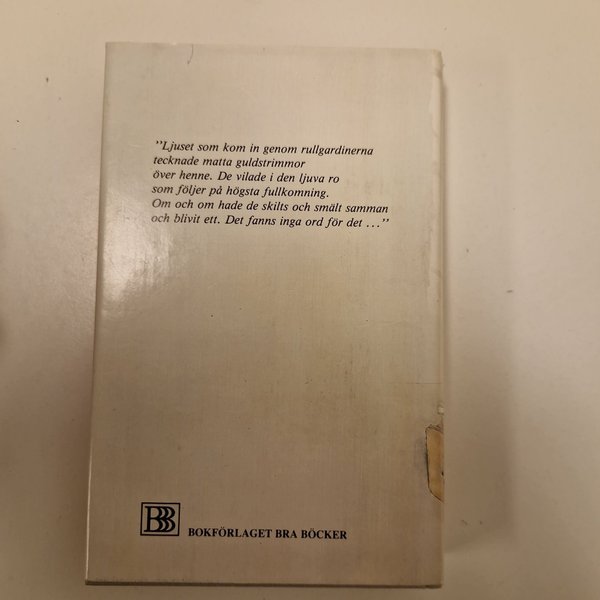 ”Ljuset som kom in genom rullgardinerna
tecknade matta guldstrimmor
över henne. De vilade i den ljuva ro
som följer på högsta fullkomning.
Om och om hade de skilts och smält samman
och blivit ett. Det fanns inga ord för det ...”
BBB
BOKFÖRLAGET BRA BÖCKER